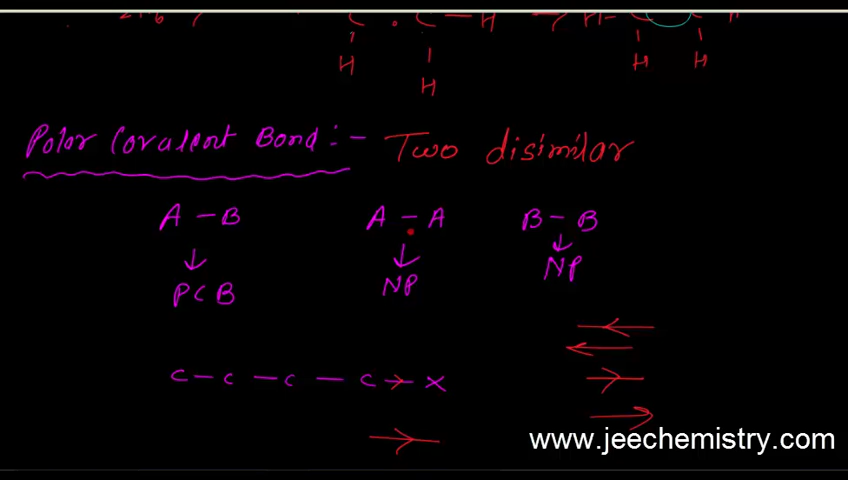 C . C — H → H — C C H
H H H H
Polar Covalent Bond :- Two disimilar
A - B A - A B - B
↓ ↓ ↓
PCB NP NP
C - C - C - C → X
www.jeechemistry.com